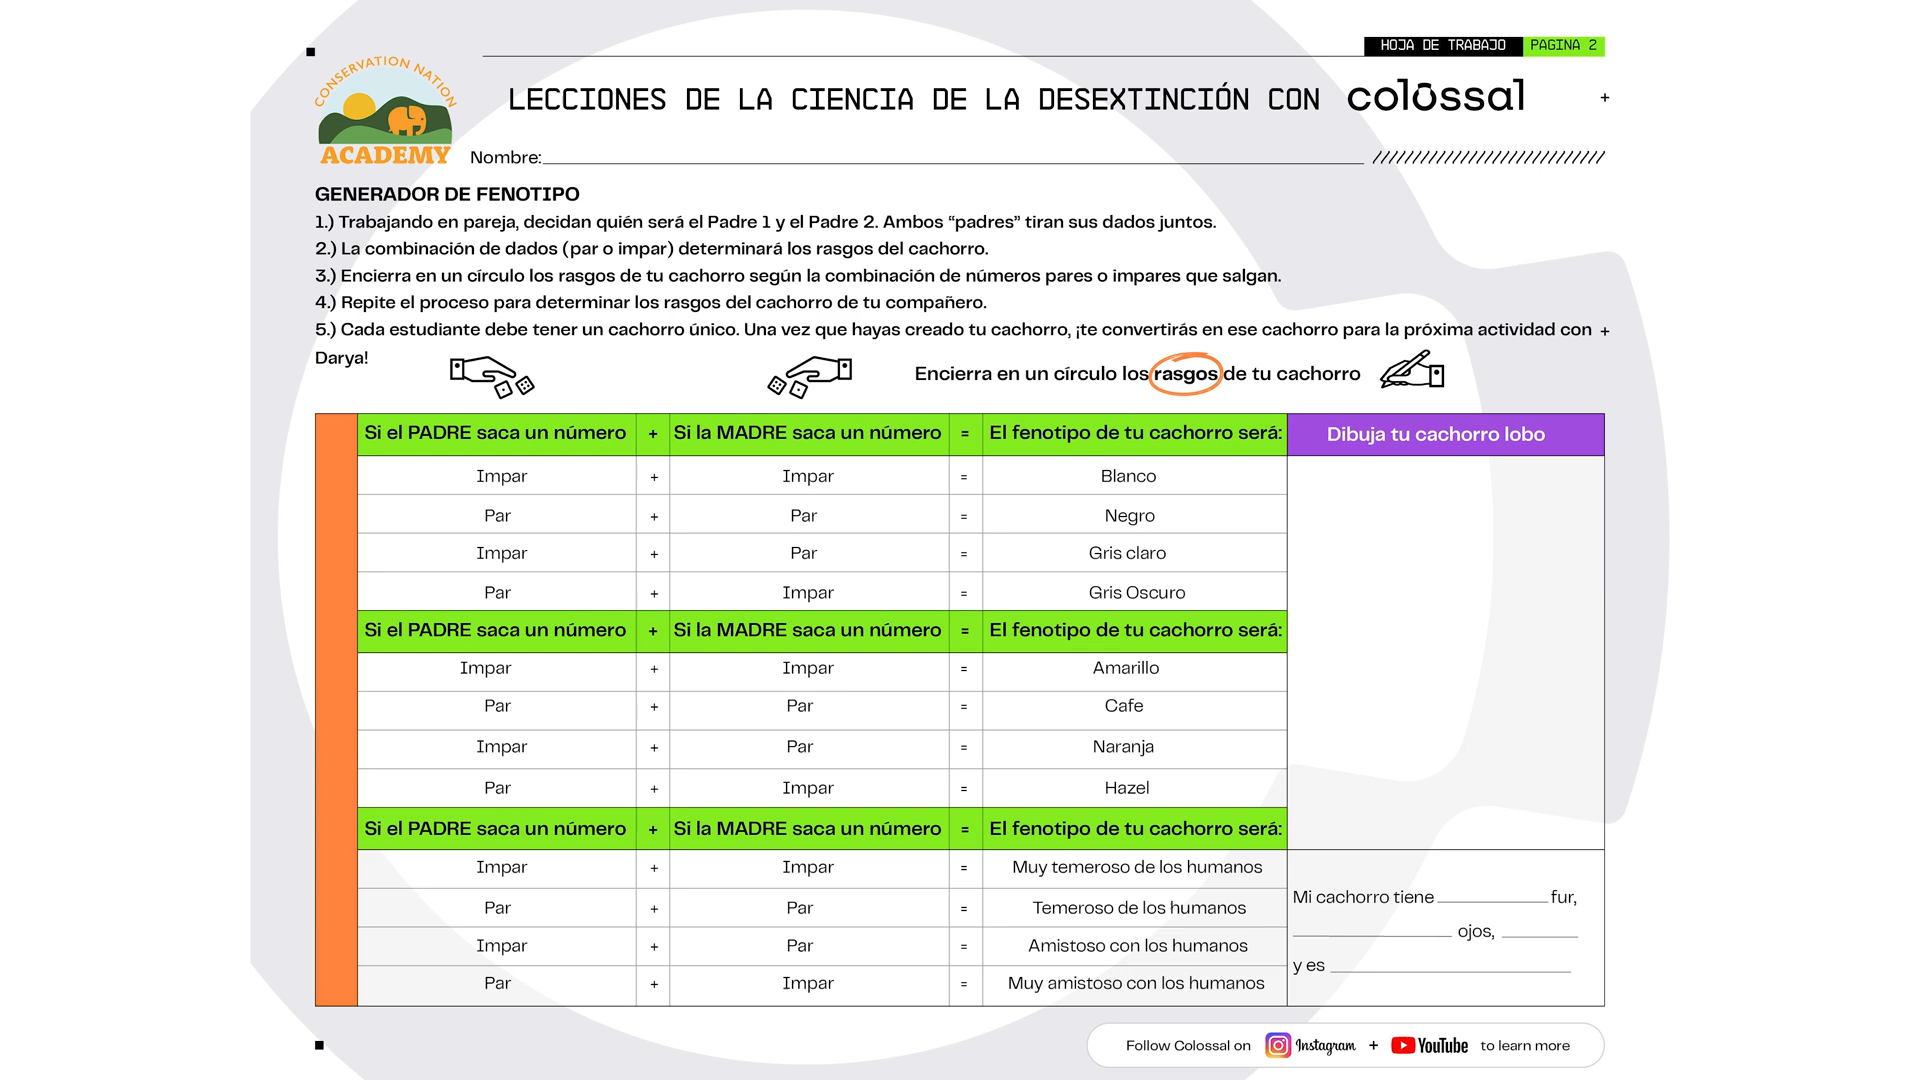 HOJA DE TRABAJO PAGINA 2
CONSERVATION NATION
ACADEMY
LECCIONES DE LA CIENCIA DE LA DESEXTINCIÓN CON colossal +
Nombre:
GENERADOR DE FENOTIPO
1.) Trabajando en pareja, decidan quién será el Padre 1 y el Padre 2. Ambos “padres” tiran sus dados juntos.
2.) La combinación de dados (par o impar) determinará los rasgos del cachorro.
3.) Encierra en un círculo los rasgos de tu cachorro según la combinación de números pares o impares que salgan.
4.) Repite el proceso para determinar los rasgos del cachorro de tu compañero.
5.) Cada estudiante debe tener un cachorro único. Una vez que hayas creado tu cachorro, ¡te convertirás en ese cachorro para la próxima actividad con +
Darya!
Encierra en un círculo los rasgos de tu cachorro
Si el PADRE saca un número + Si la MADRE saca un número = El fenotipo de tu cachorro será: Dibuja tu cachorro lobo
Impar + Impar = Blanco
Par + Par = Negro
Impar + Par = Gris claro
Par + Impar = Gris Oscuro
Si el PADRE saca un número + Si la MADRE saca un número = El fenotipo de tu cachorro será:
Impar + Impar = Amarillo
Par + Par = Cafe
Impar + Par = Naranja
Par + Impar = Hazel
Si el PADRE saca un número + Si la MADRE saca un número = El fenotipo de tu cachorro será:
Impar + Impar = Muy temeroso de los humanos
Par + Par = Temeroso de los humanos
Impar + Par = Amistoso con los humanos
Par + Impar = Muy amistoso con los humanos
Mi cachorro tiene __________ fur,
__________ ojos, __________
y es __________
Follow Colossal on Instagram + YouTube to learn more